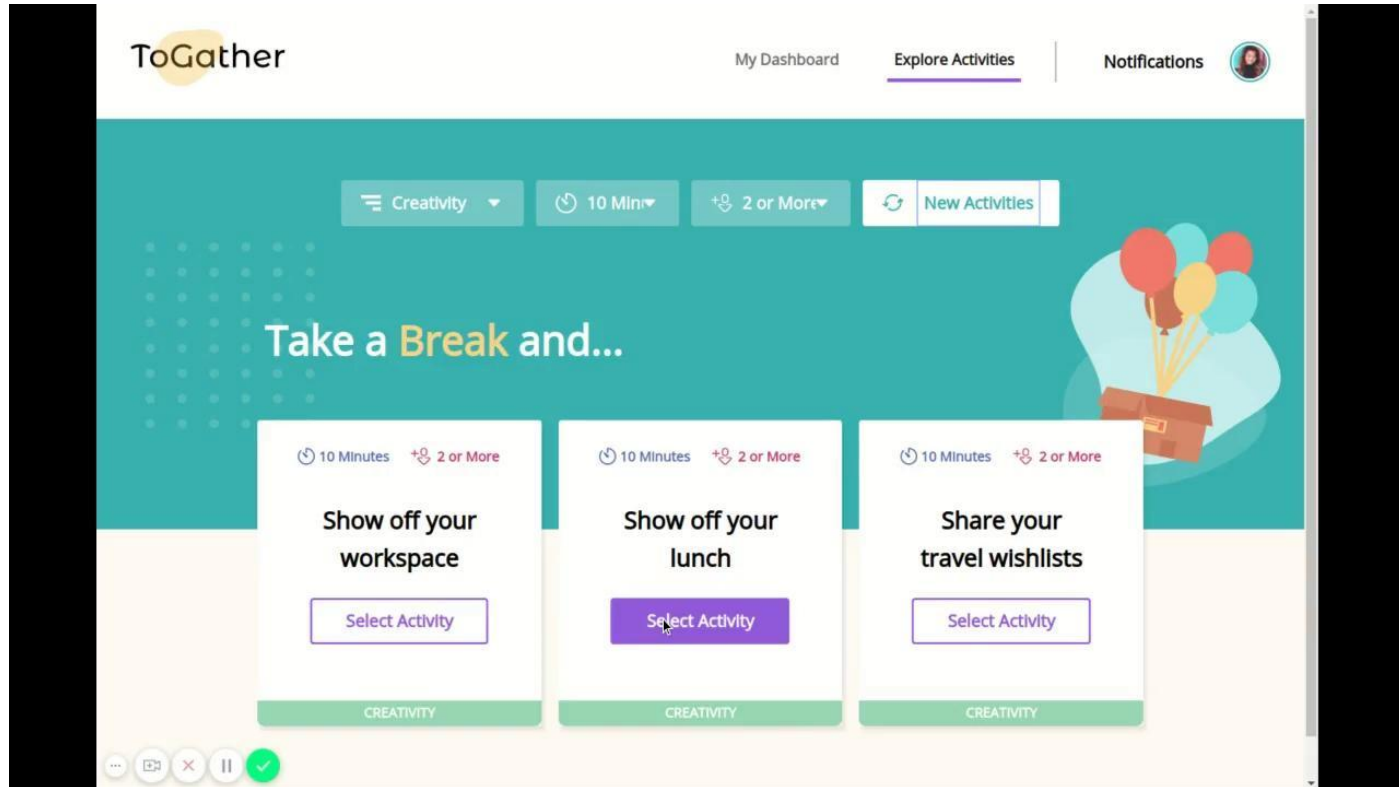 ToGather
My Dashboard Explore Activities Notifications
Creativity 10 Min 2 or More New Activities
Take a Break and...
10 Minutes 2 or More
Show off your
workspace
Select Activity
CREATIVITY
10 Minutes 2 or More
Show off your
lunch
Select Activity
CREATIVITY
10 Minutes 2 or More
Share your
travel wishlists
Select Activity
CREATIVITY